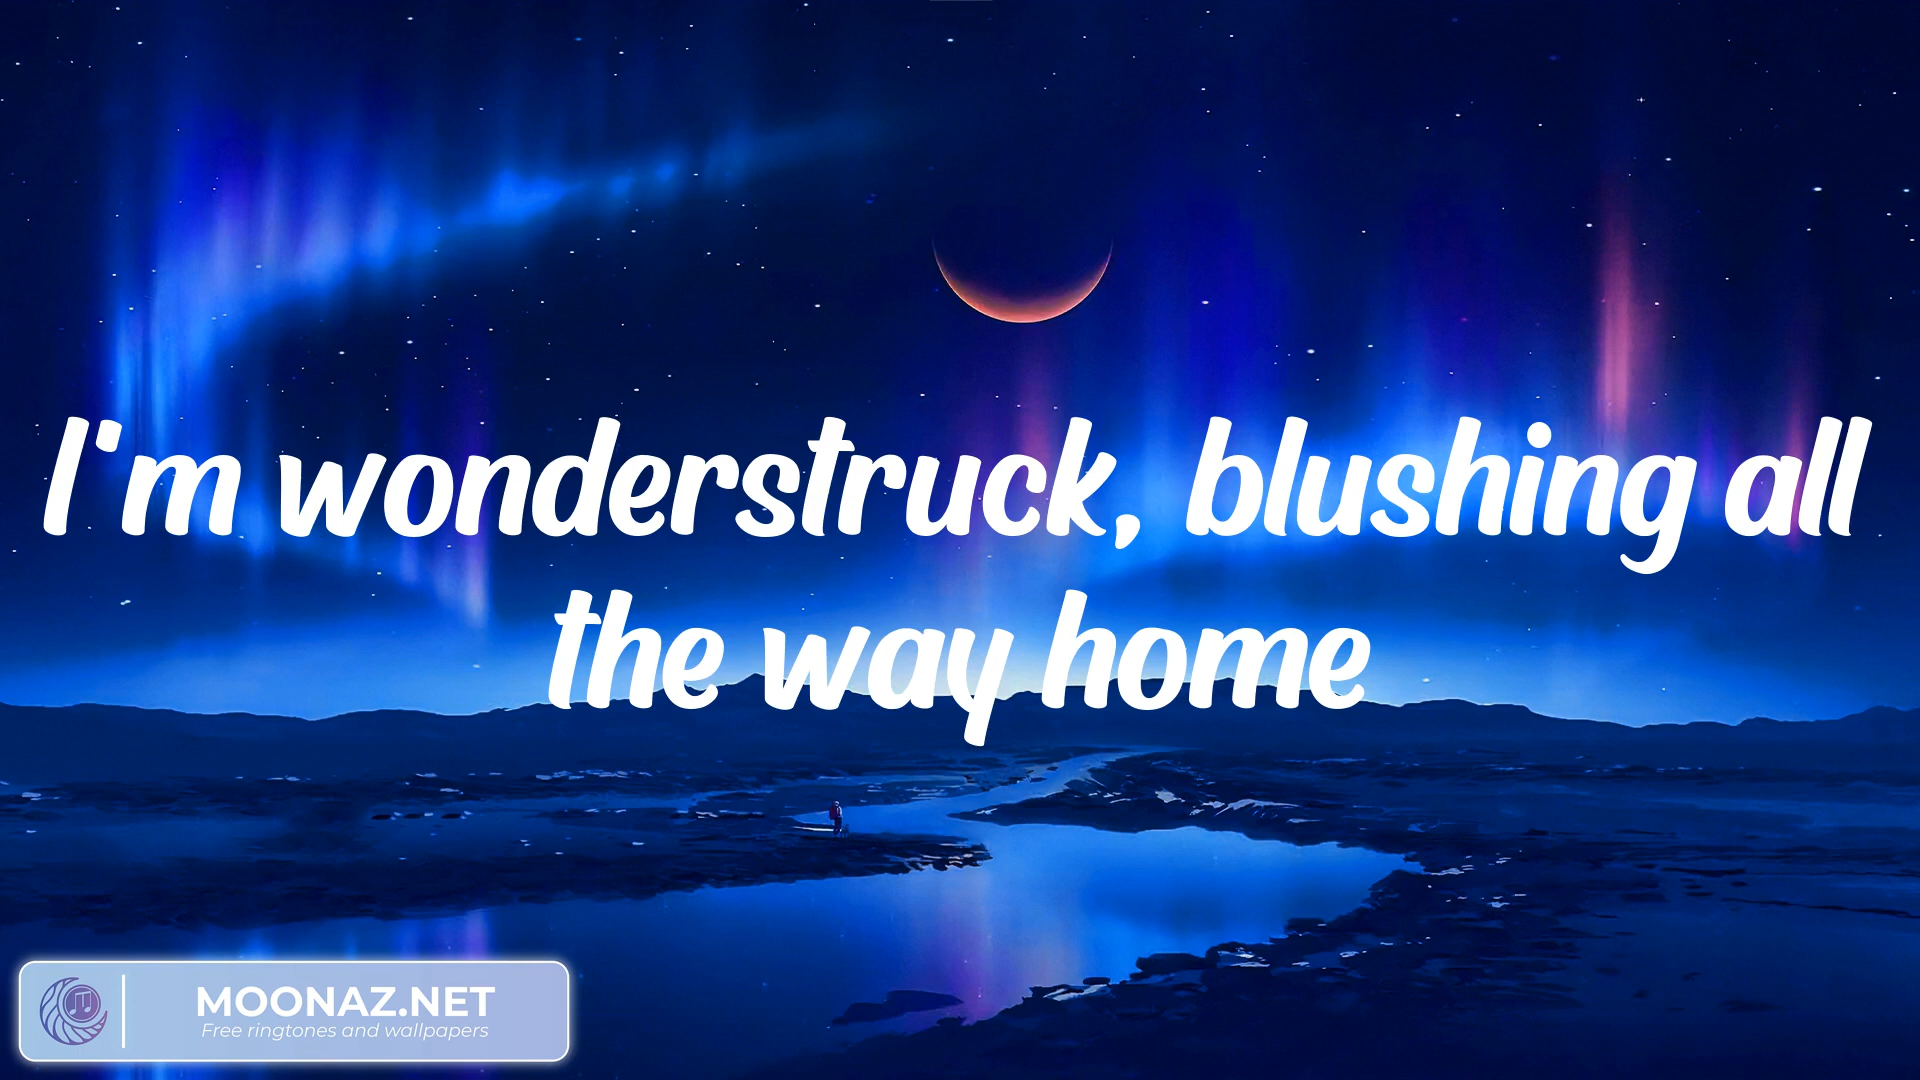 I'm wonderstruck, blushing all
the way home
MOONAZ.NET
Free ringtones and wallpapers